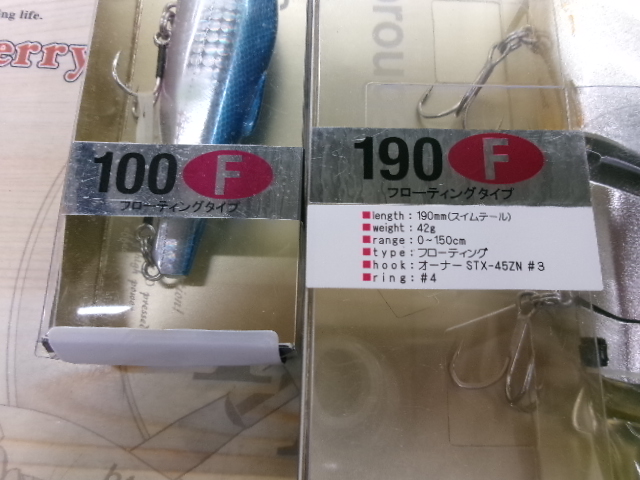 ing life.
erry
100 F
フローティングタイプ
190 F
フローティングタイプ
■length：190mm(スイムテール)
■weight：42g
■range：0～150cm
■type：フローティング
■hook：オーナー STX-45ZN #3
■ring：#4